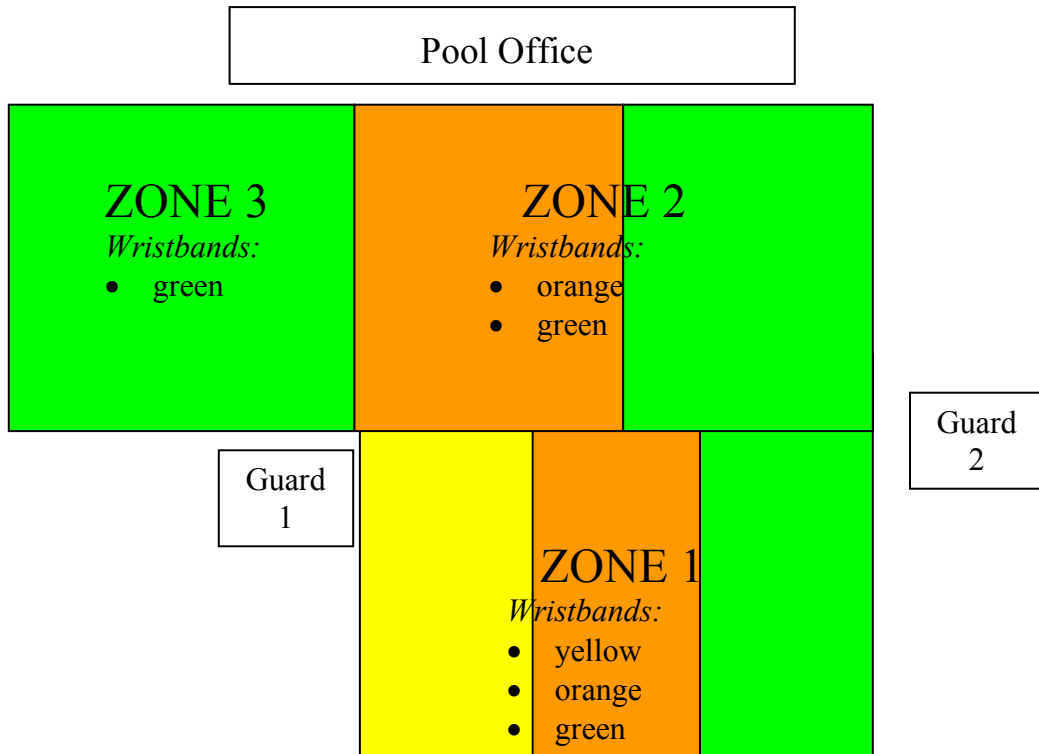 Pool Office
ZONE 3
Wristbands:
• green
ZONE 2
Wristbands:
• orange
• green
Guard
1
Guard
2
ZONE 1
Wristbands:
• yellow
• orange
• green